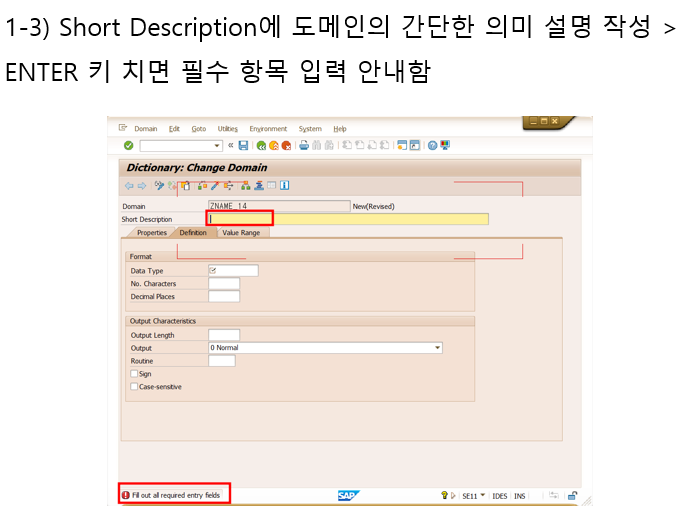 1-3) Short Description에 도메인의 간단한 의미 설명 작성 >
ENTER 키 치면 필수 항목 입력 안내함
Domain Edit Goto Utilities Environment System Help
Dictionary: Change Domain
Domain ZNAME_14 New(Revised)
Short Description
Properties Definition Value Range
Format
Data Type
No. Characters
Decimal Places
Output Characteristics
Output Length
Output 0 Normal
Routine
Sign
Case-sensitive
Fill out all required entry fields SAP SE11 IDES INS